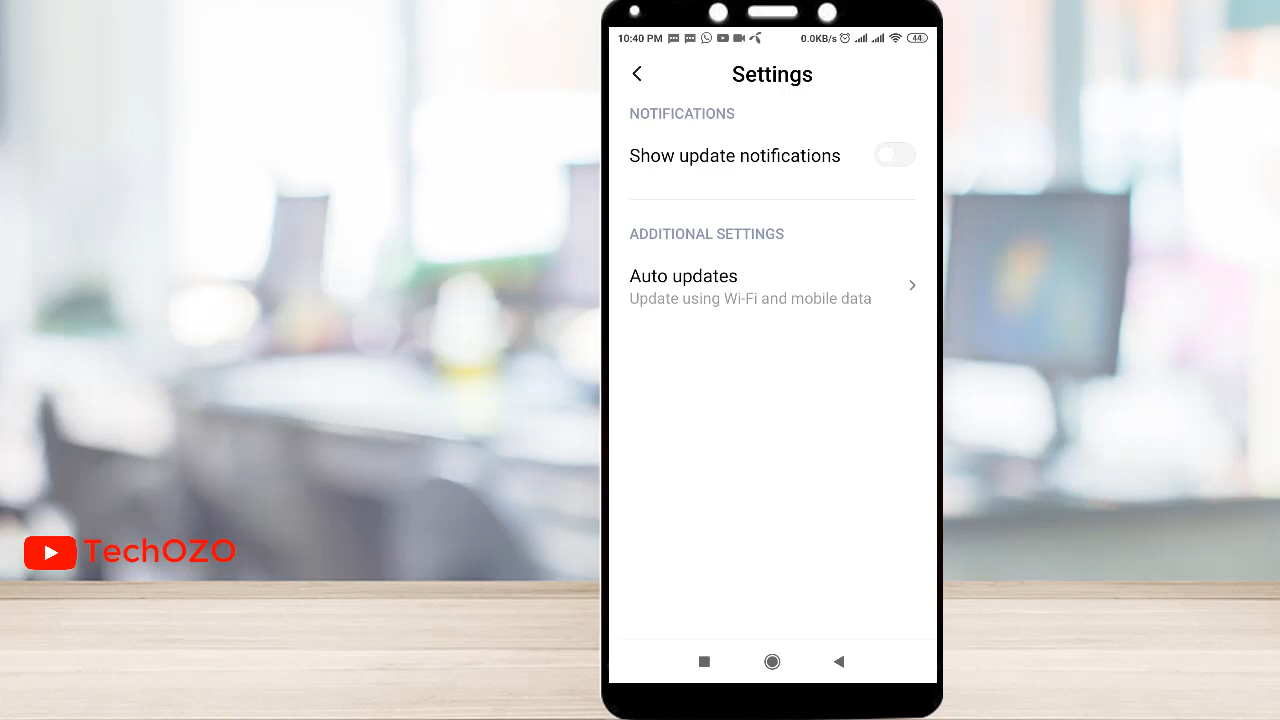 10:40 PM
0.0KB/s
44
Settings
NOTIFICATIONS
Show update notifications
ADDITIONAL SETTINGS
Auto updates
Update using Wi-Fi and mobile data
TechOZO